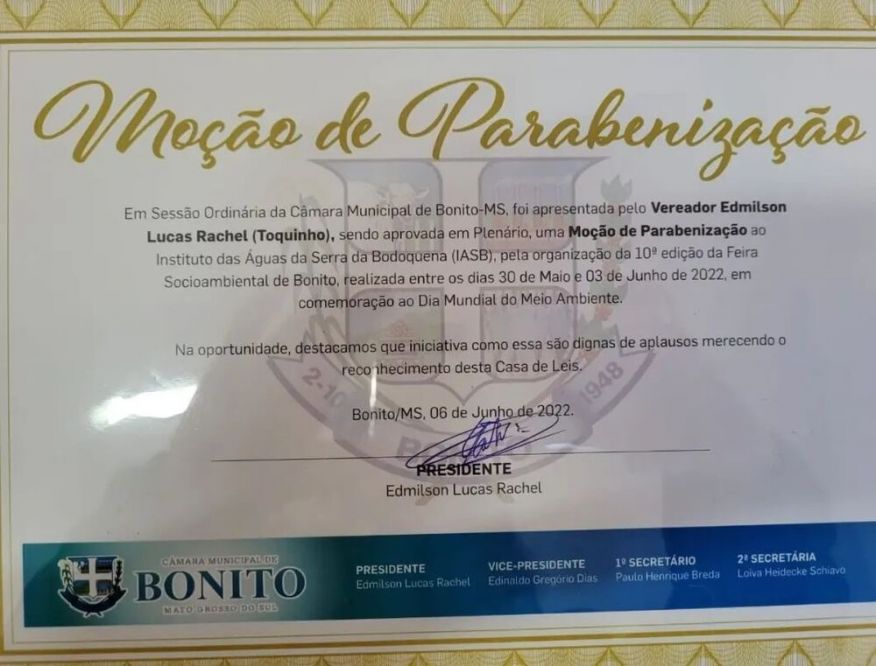 Moção de Parabenização
Em Sessão Ordinária da Câmara Municipal de Bonito-MS, foi apresentada pelo Vereador Edmilson
Lucas Rachel (Toquinho), sendo aprovada em Plenário, uma Moção de Parabenização ao
Instituto das Águas da Serra da Bodoquena (IASB), pela organização da 10ª edição da Feira
Socioambiental de Bonito, realizada entre os dias 30 de Maio e 03 de Junho de 2022, em
comemoração ao Dia Mundial do Meio Ambiente.
Na oportunidade, destacamos que iniciativa como essa são dignas de aplausos merecendo o
reconhecimento desta Casa de Leis.
2-10
1948
Bonito/MS, 06 de Junho de 2022.
PRESIDENTE
Edmilson Lucas Rachel
CÂMARA MUNICIPAL DE
BONITO
MATO GROSSO DO SUL
PRESIDENTE
Edmilson Lucas Rachel
VICE-PRESIDENTE
Edinaldo Gregório Dias
1º SECRETÁRIO
Paulo Henrique Breda
2ª SECRETÁRIA
Loiva Heidecke Schiavo